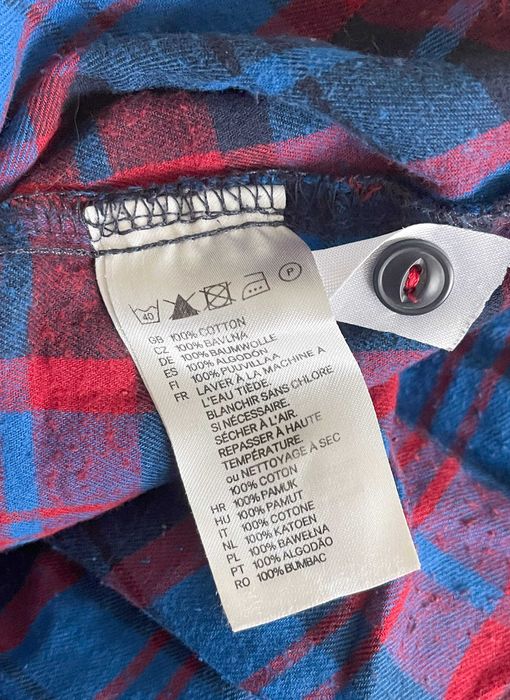 40 P
GB 100% COTTON
CZ 100% BAVLNA
DE 100% BAUMWOLLE
ES 100% ALGODÓN
FI 100% PUUVILLAA
FR LAVER À LA MACHINE À
L'EAU TIÈDE.
BLANCHIR SANS CHLORE
SI NÉCESSAIRE.
SÉCHER À L'AIR.
REPASSER À HAUTE
TEMPÉRATURE.
OU NETTOYAGE À SEC
100% COTON
HR 100% PAMUK
HU 100% PAMUT
IT 100% COTONE
NL 100% KATOEN
PL 100% BAWEŁNA
PT 100% ALGODÃO
RO 100% BUMBAC